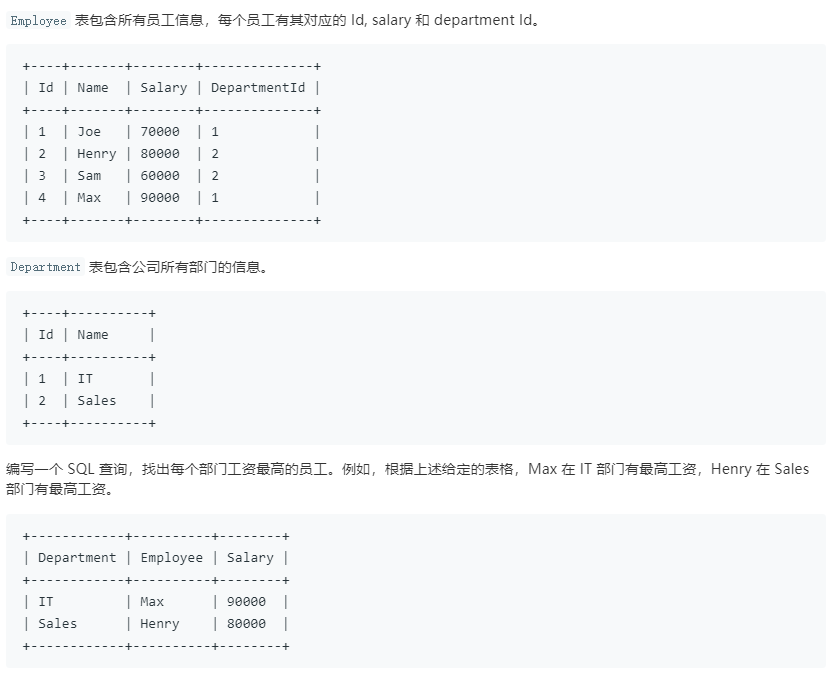 Employee 表包含所有员工信息，每个员工有其对应的 Id, salary 和 department Id。
+----+-------+--------+--------------+
| Id | Name  | Salary | DepartmentId |
+----+-------+--------+--------------+
| 1  | Joe   | 70000  | 1            |
| 2  | Henry | 80000  | 2            |
| 3  | Sam   | 60000  | 2            |
| 4  | Max   | 90000  | 1            |
+----+-------+--------+--------------+
Department 表包含公司所有部门的信息。
+----+----------+
| Id | Name     |
+----+----------+
| 1  | IT       |
| 2  | Sales    |
+----+----------+
编写一个 SQL 查询，找出每个部门工资最高的员工。例如，根据上述给定的表格，Max 在 IT 部门有最高工资，Henry 在 Sales
部门有最高工资。
+------------+----------+--------+
| Department | Employee | Salary |
+------------+----------+--------+
| IT         | Max      | 90000  |
| Sales      | Henry    | 80000  |
+------------+----------+--------+